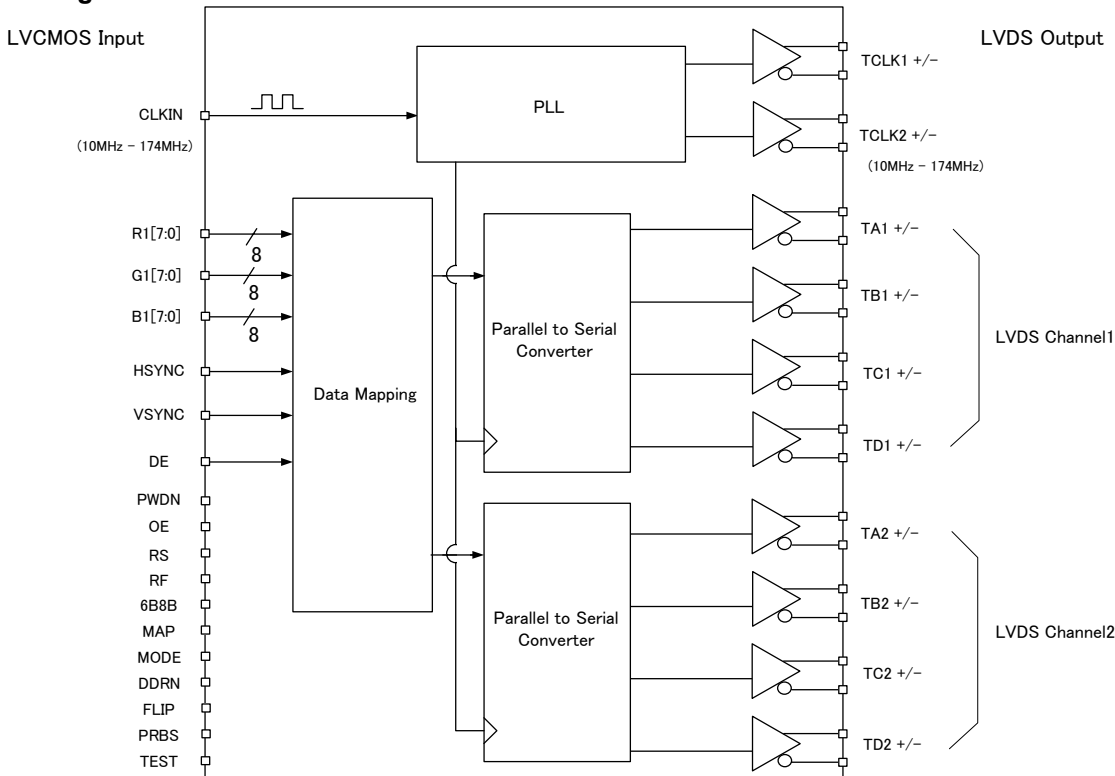 LVCMOS Input
LVDS Output
CLKIN
(10MHz - 174MHz)
PLL
TCLK1 +/-
TCLK2 +/-
(10MHz - 174MHz)
R1[7:0]
8
G1[7:0]
8
B1[7:0]
8
HSYNC
VSYNC
DE
PWDN
OE
RS
RF
6B8B
MAP
MODE
DDRN
FLIP
PRBS
TEST
Data Mapping
Parallel to Serial
Converter
Parallel to Serial
Converter
TA1 +/-
TB1 +/-
TC1 +/-
TD1 +/-
LVDS Channel1
TA2 +/-
TB2 +/-
TC2 +/-
TD2 +/-
LVDS Channel2